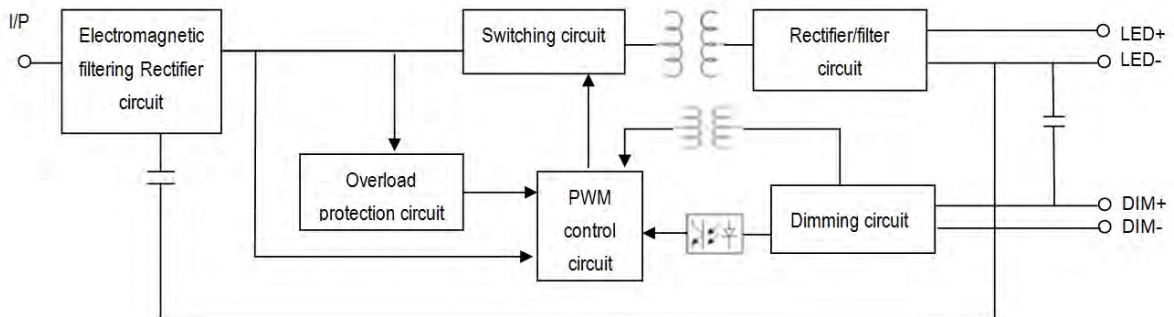 I/P
Electromagnetic
filtering Rectifier
circuit
Switching circuit
Rectifier/filter
circuit
LED+
LED-
Overload
protection circuit
PWM
control
circuit
Dimming circuit
DIM+
DIM-